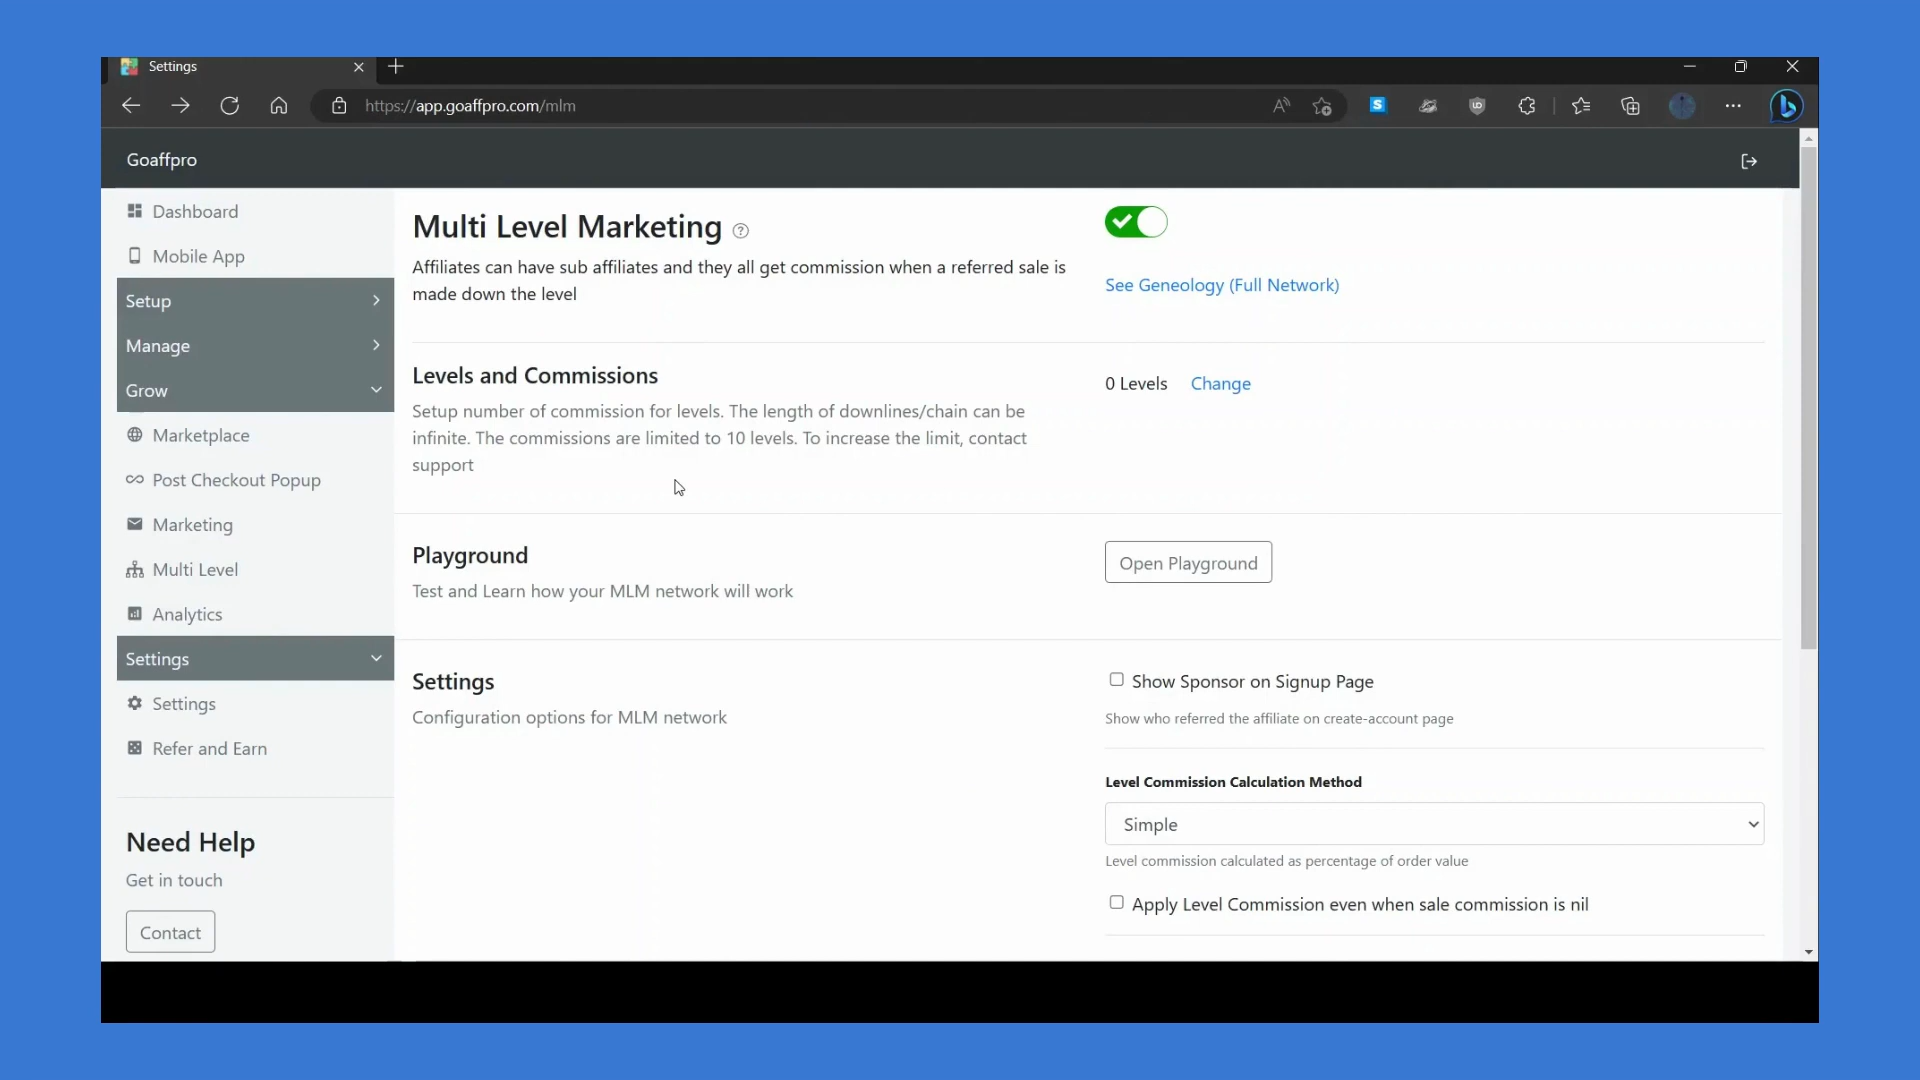 Settings
https://app.goaffpro.com/mlm
Goaffpro
Dashboard
Mobile App
Setup
Manage
Grow
Marketplace
Post Checkout Popup
Marketing
Multi Level
Analytics
Settings
Settings
Refer and Earn
Need Help
Get in touch
Contact
Multi Level Marketing
Affiliates can have sub affiliates and they all get commission when a referred sale is
made down the level
See Geneology (Full Network)
Levels and Commissions
Setup number of commission for levels. The length of downlines/chain can be
infinite. The commissions are limited to 10 levels. To increase the limit, contact
support
0 Levels Change
Playground
Test and Learn how your MLM network will work
Open Playground
Settings
Configuration options for MLM network
Show Sponsor on Signup Page
Show who referred the affiliate on create-account page
Level Commission Calculation Method
Simple
Level commission calculated as percentage of order value
Apply Level Commission even when sale commission is nil